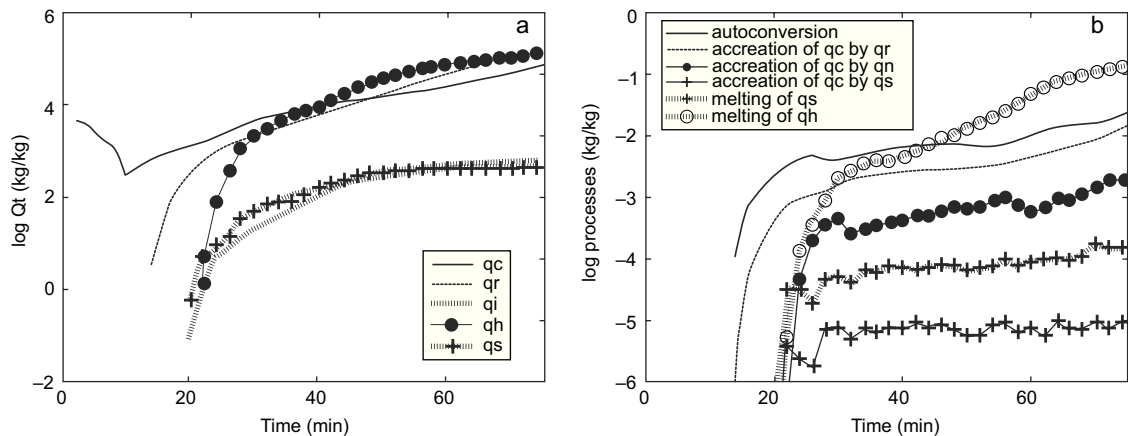 a
6
4
2
0
–2
0
20
40
60
log Qt (kg/kg)
Time (min)
qc
qr
qi
qh
qs
b
–0
–1
–2
–3
–4
–5
–6
0
20
40
60
log processes (kg/kg)
Time (min)
autoconversion
accreation of qc by qr
accreation of qc by qn
accreation of qc by qs
melting of qs
melting of qh